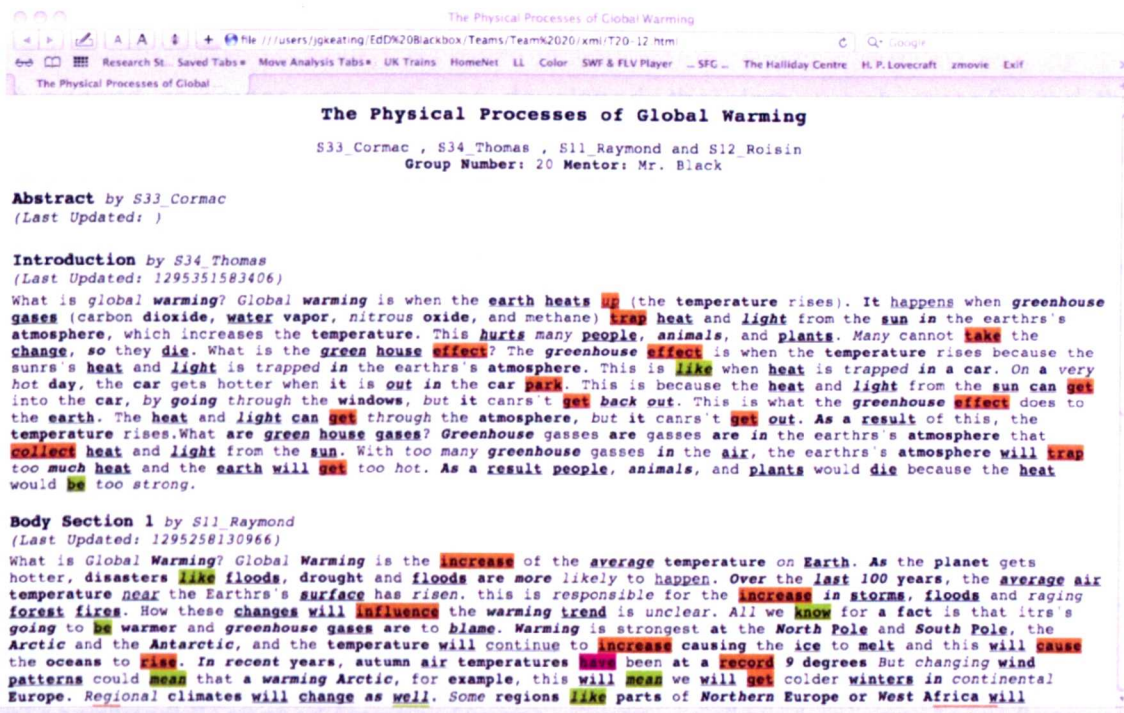 The Physical Processes of Global Warming
A A + file:///users/jgkeating/EdD%20Blackbox/Teams/Team%2020/xml/T20-12.html Google
Research St... Saved Tabs Move Analysis Tabs UK Trains HomeNet LL Color SWF & FLV Player _ SFG _ The Halliday Centre H. P. Lovecraft zmovie Exif
The Physical Processes of Global ...
The Physical Processes of Global Warming
S33_Cormac , S34_Thomas , S11_Raymond and S12_Roisin
Group Number: 20 Mentor: Mr. Black
Abstract by S33_Cormac
(Last Updated: )
Introduction by S34_Thomas
(Last Updated: 1295351583406)
What is global warming? Global warming is when the earth heats up (the temperature rises). It happens when greenhouse
gases (carbon dioxide, water vapor, nitrous oxide, and methane) trap heat and light from the sun in the earthrs's
atmosphere, which increases the temperature. This hurts many people, animals, and plants. Many cannot take the
change, so they die. What is the green house effect? The greenhouse effect is when the temperature rises because the
sunrs's heat and light is trapped in the earthrs's atmosphere. This is like when heat is trapped in a car. On a very
hot day, the car gets hotter when it is out in the car park. This is because the heat and light from the sun can get
into the car, by going through the windows, but it canrs't get back out. This is what the greenhouse effect does to
the earth. The heat and light can get through the atmosphere, but it canrs't get out. As a result of this, the
temperature rises.What are green house gases? Greenhouse gasses are gasses are in the earthrs's atmosphere that
collect heat and light from the sun. With too many greenhouse gasses in the air, the earthrs's atmosphere will trap
too much heat and the earth will get too hot. As a result people, animals, and plants would die because the heat
would be too strong.
Body Section 1 by S11_Raymond
(Last Updated: 1295258130966)
What is Global Warming? Global Warming is the increase of the average temperature on Earth. As the planet gets
hotter, disasters like floods, drought and floods are more likely to happen. Over the last 100 years, the average air
temperature near the Earthrs's surface has risen. this is responsible for the increase in storms, floods and raging
forest fires. How these changes will influence the warming trend is unclear. All we know for a fact is that itrs's
going to be warmer and greenhouse gases are to blame. Warming is strongest at the North Pole and South Pole, the
Arctic and the Antarctic, and the temperature will continue to increase causing the ice to melt and this will cause
the oceans to rise. In recent years, autumn air temperatures have been at a record 9 degrees But changing wind
patterns could mean that a warming Arctic, for example, this will mean we will get colder winters in continental
Europe. Regional climates will change as well. Some regions like parts of Northern Europe or West Africa will